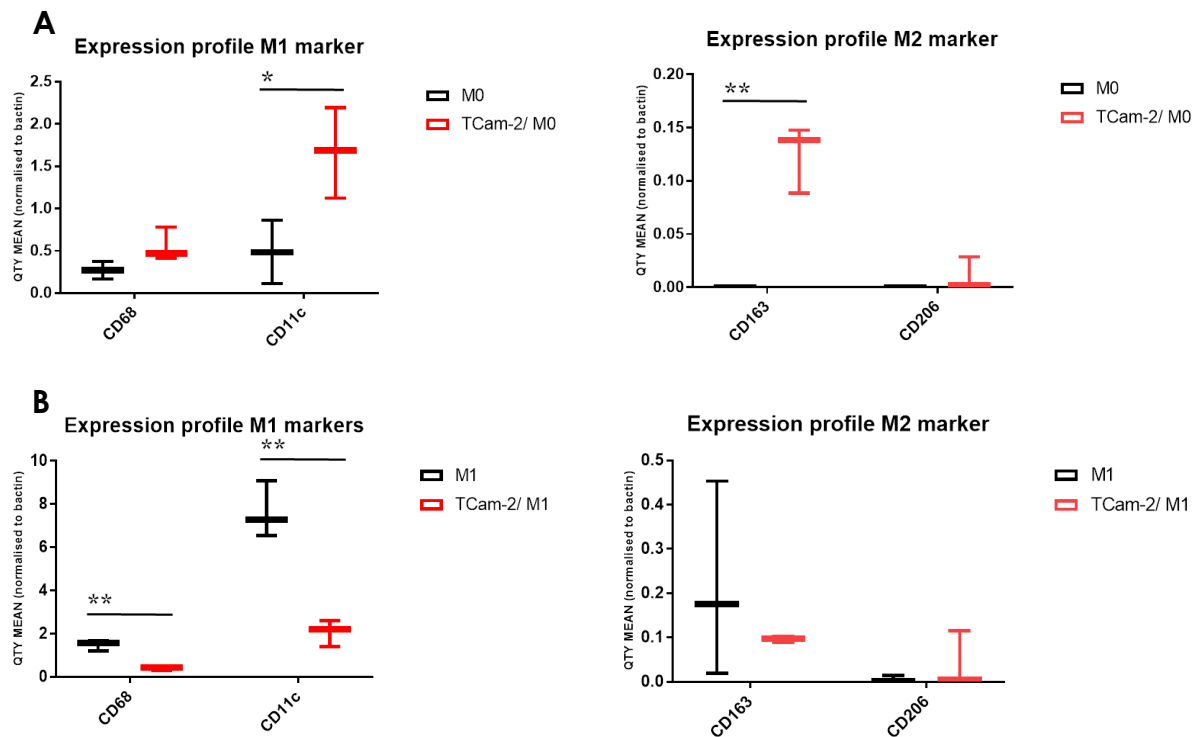 A
Expression profile M1 marker
QTY MEAN (normalised to bactin)
2.5
2.0
1.5
1.0
0.5
0.0
*
CD68
CD11c
M0
TCam-2/ M0
Expression profile M2 marker
QTY MEAN (normalised to bactin)
0.20
0.15
0.10
0.05
0.00
**
CD163
CD206
M0
TCam-2/ M0
B
Expression profile M1 markers
QTY MEAN (normalised to bactin)
10
8
6
4
2
0
**
**
CD68
CD11c
M1
TCam-2/ M1
Expression profile M2 marker
QTY MEAN (normalised to bactin)
0.5
0.4
0.3
0.2
0.1
0.0
CD163
CD206
M1
TCam-2/ M1